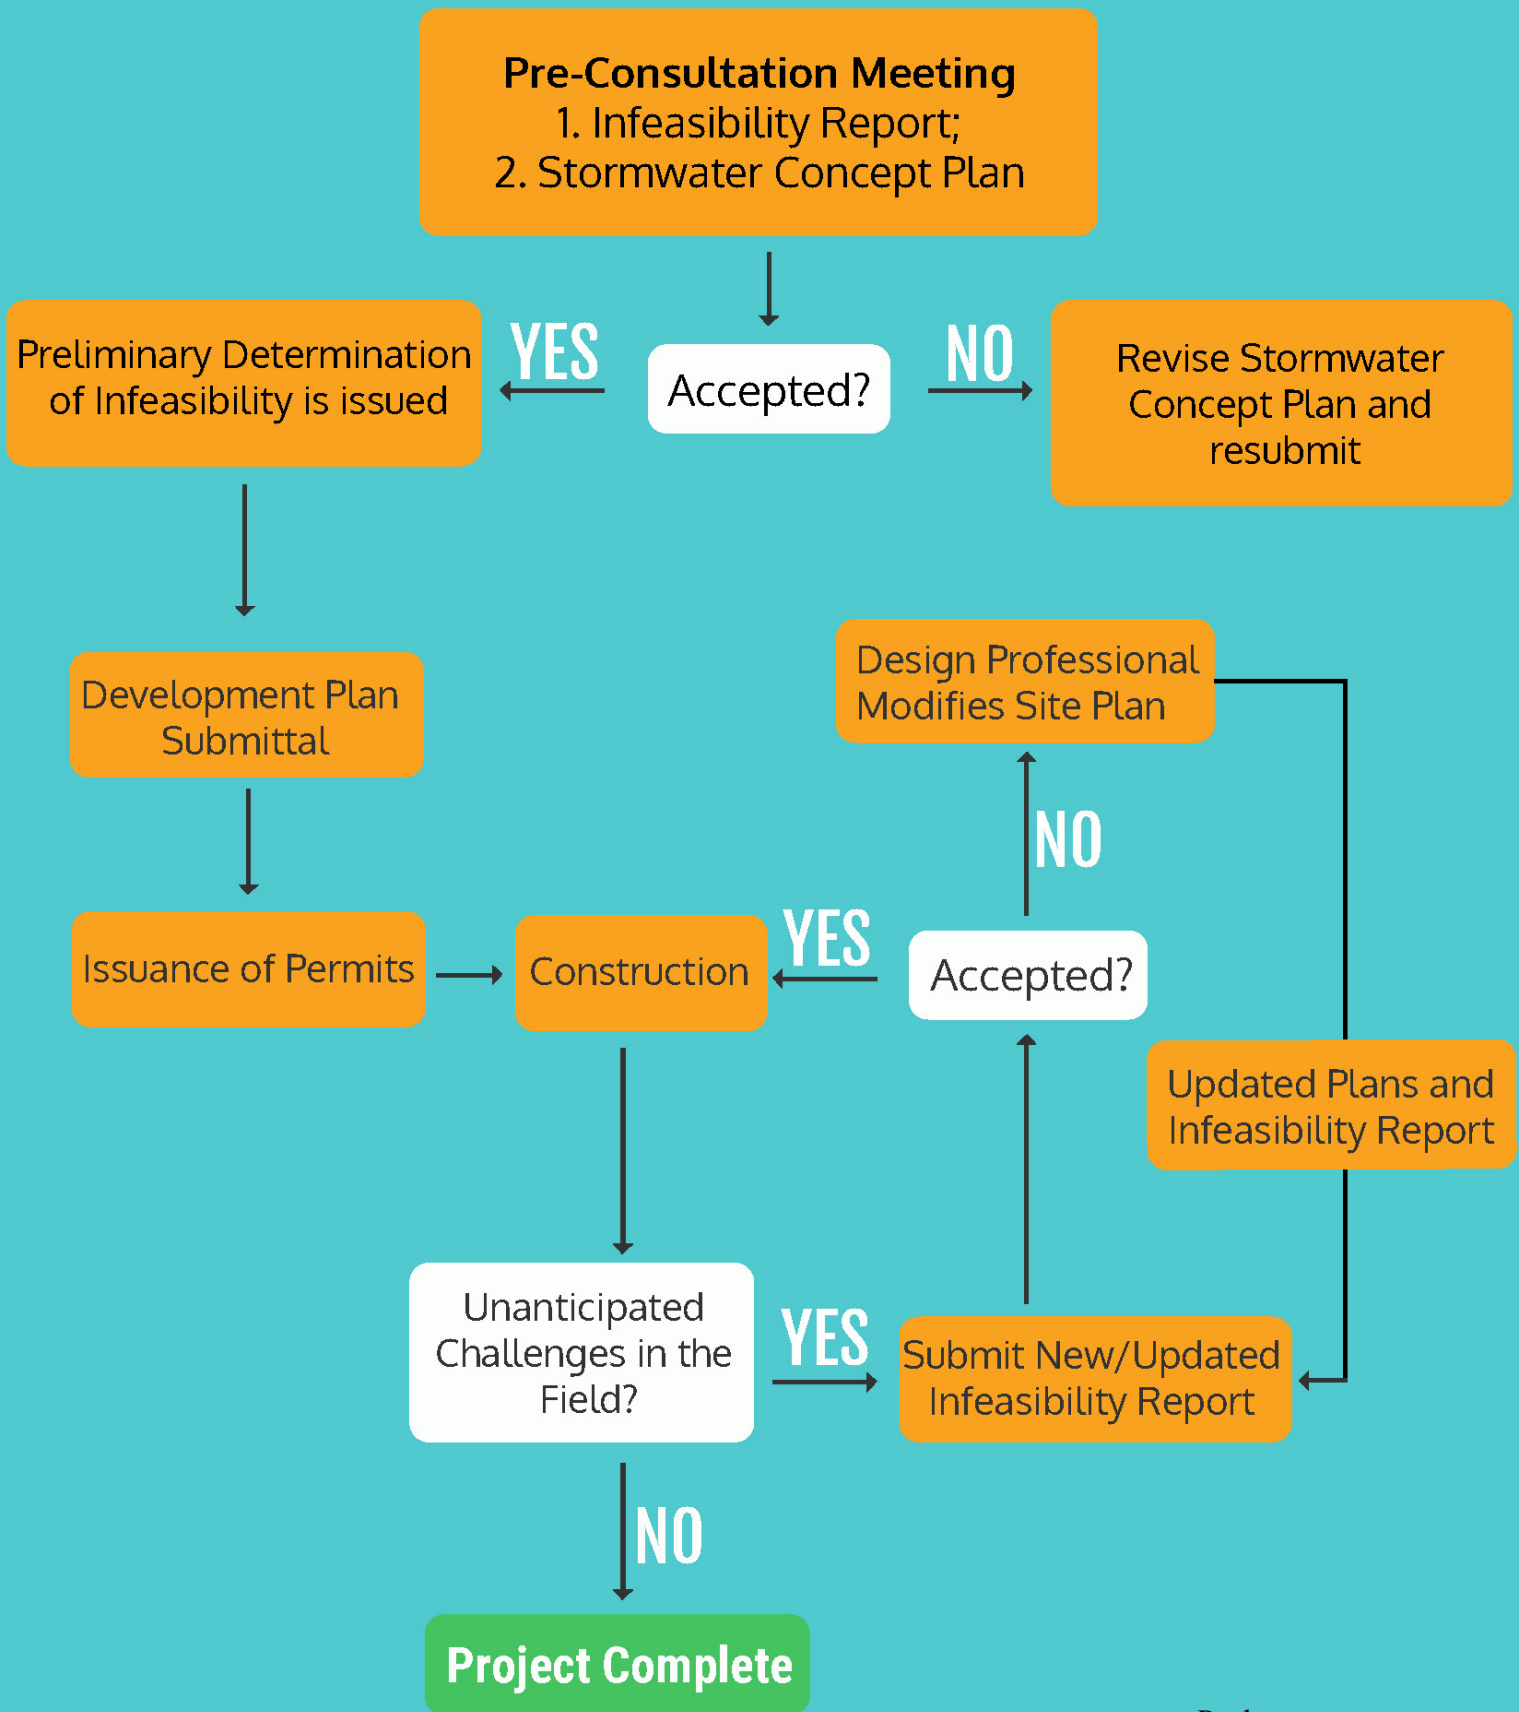 Pre-Consultation Meeting
1. Infeasibility Report;
2. Stormwater Concept Plan
Preliminary Determination
of Infeasibility is issued
YES
Accepted?
NO
Revise Stormwater
Concept Plan and
resubmit
Development Plan
Submittal
Design Professional
Modifies Site Plan
NO
Issuance of Permits
Construction
YES
Accepted?
Updated Plans and
Infeasibility Report
Unanticipated
Challenges in the
Field?
YES
Submit New/Updated
Infeasibility Report
NO
Project Complete